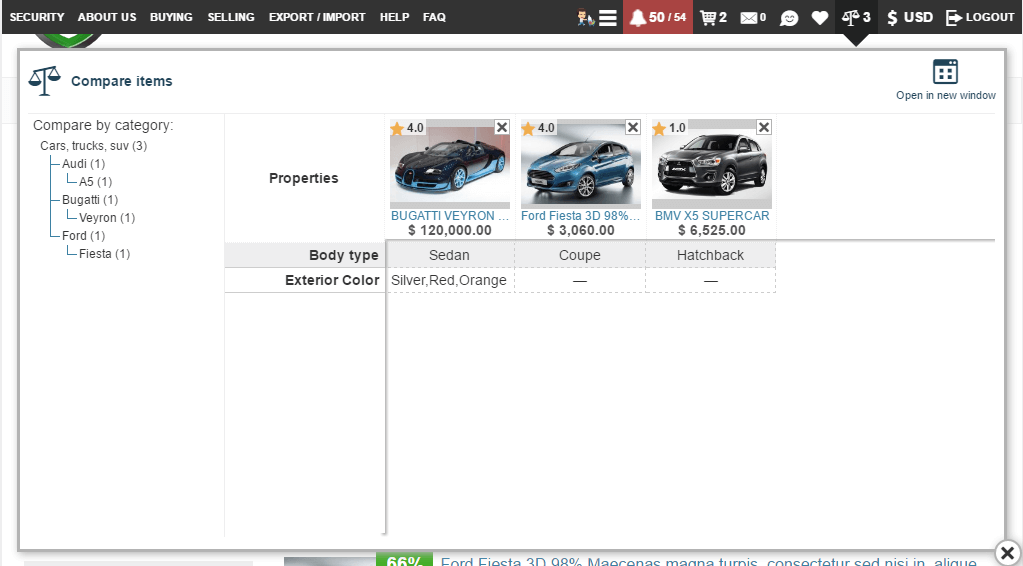 SECURITY ABOUT US BUYING SELLING EXPORT / IMPORT HELP FAQ 50 / 54 2 0 3 $ USD LOGOUT
Compare items
Open in new window
Compare by category:
Cars, trucks, suv (3)
Audi (1)
A5 (1)
Bugatti (1)
Veyron (1)
Ford (1)
Fiesta (1)
Properties
4.0 4.0 1.0
BUGATTI VEYRON ... Ford Fiesta 3D 98%... BMV X5 SUPERCAR
$ 120,000.00 $ 3,060.00 $ 6,525.00
Body type Sedan Coupe Hatchback
Exterior Color Silver,Red,Orange — —
66% Ford Fiesta 3D 98% Maecenas magna turpis, consectetur sed nisi in, alique